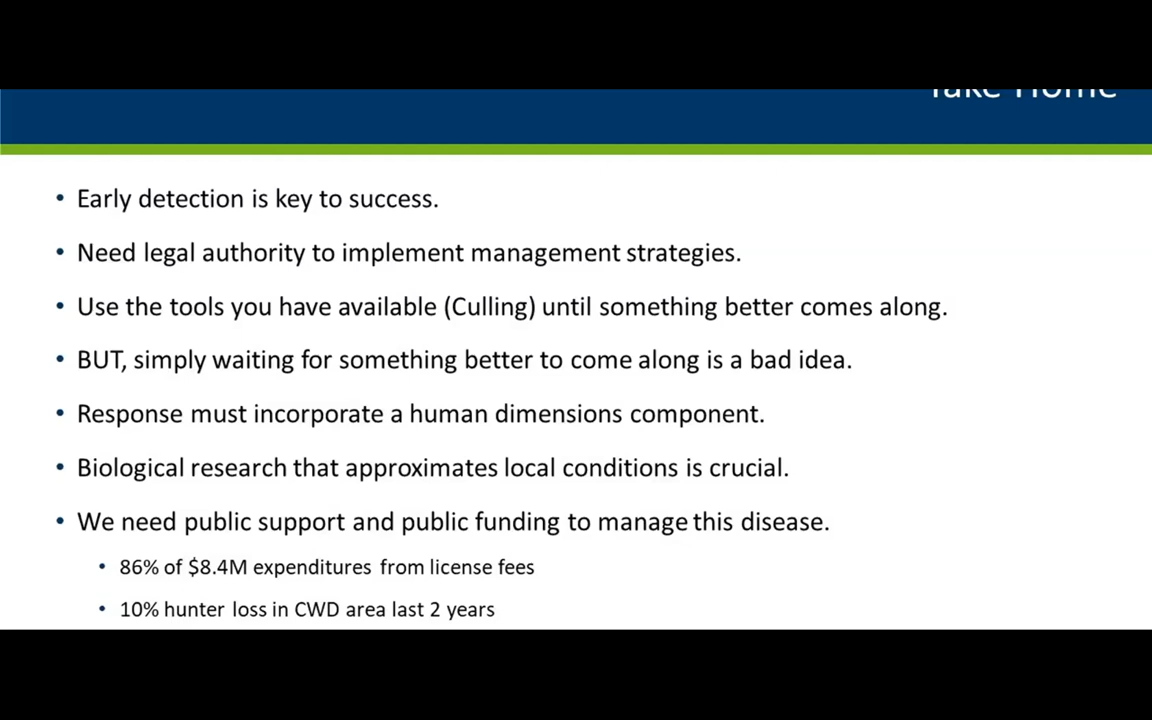 Take Home
• Early detection is key to success.
• Need legal authority to implement management strategies.
• Use the tools you have available (Culling) until something better comes along.
• BUT, simply waiting for something better to come along is a bad idea.
• Response must incorporate a human dimensions component.
• Biological research that approximates local conditions is crucial.
• We need public support and public funding to manage this disease.
• 86% of $8.4M expenditures from license fees
• 10% hunter loss in CWD area last 2 years